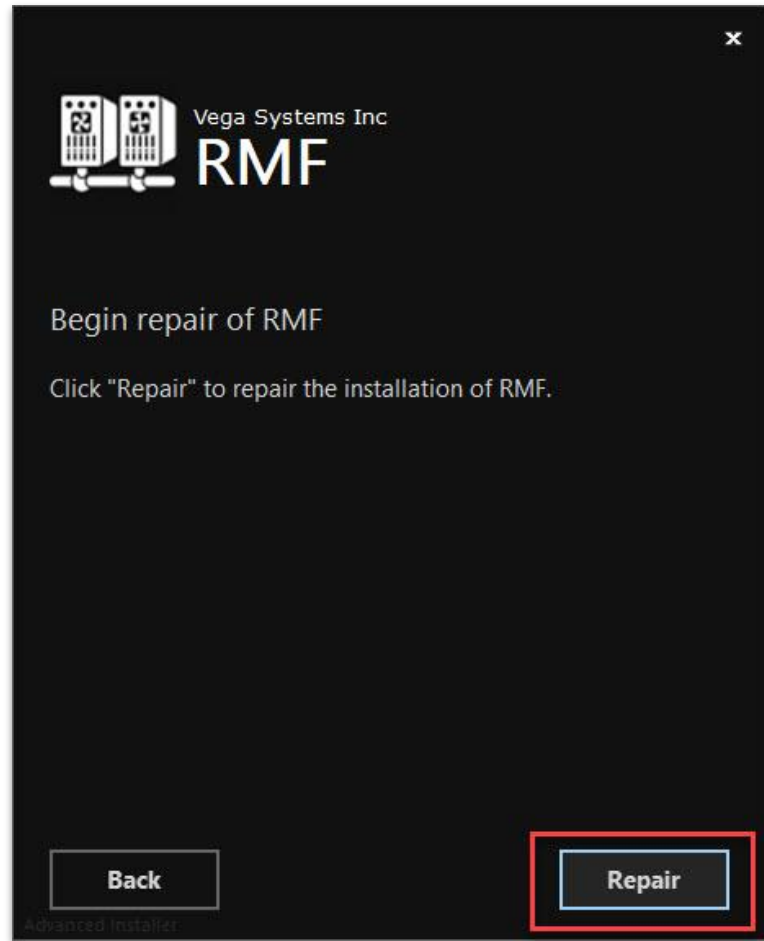 Vega Systems Inc
RMF
Begin repair of RMF
Click "Repair" to repair the installation of RMF.
Back
Repair
Advanced Installer